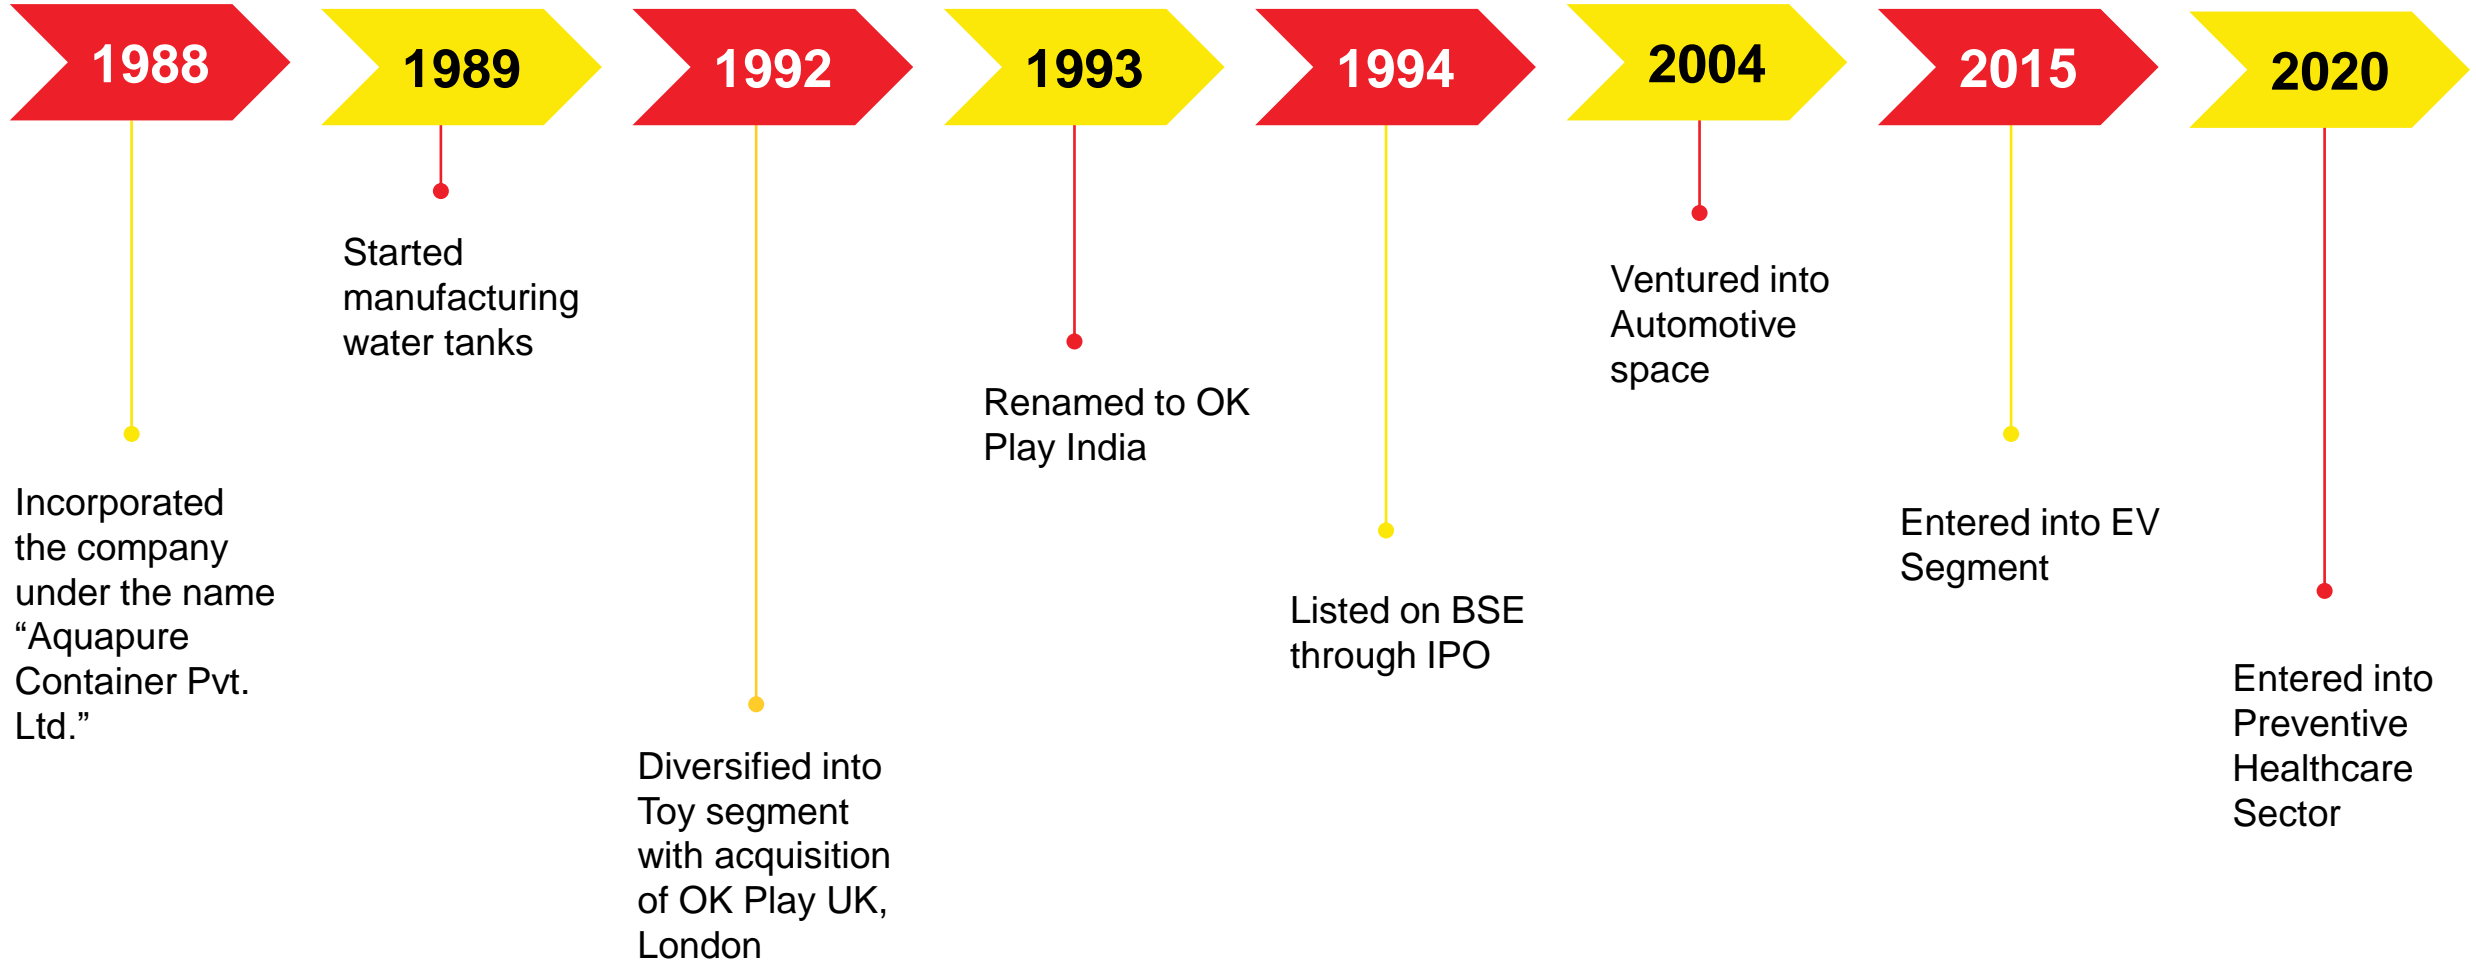 1988
1989
1992
1993
1994
2004
2015
2020
Incorporated
the company
under the name
“Aquapure
Container Pvt.
Ltd.”
Started
manufacturing
water tanks
Diversified into
Toy segment
with acquisition
of OK Play UK,
London
Renamed to OK
Play India
Listed on BSE
through IPO
Ventured into
Automotive
space
Entered into EV
Segment
Entered into
Preventive
Healthcare
Sector